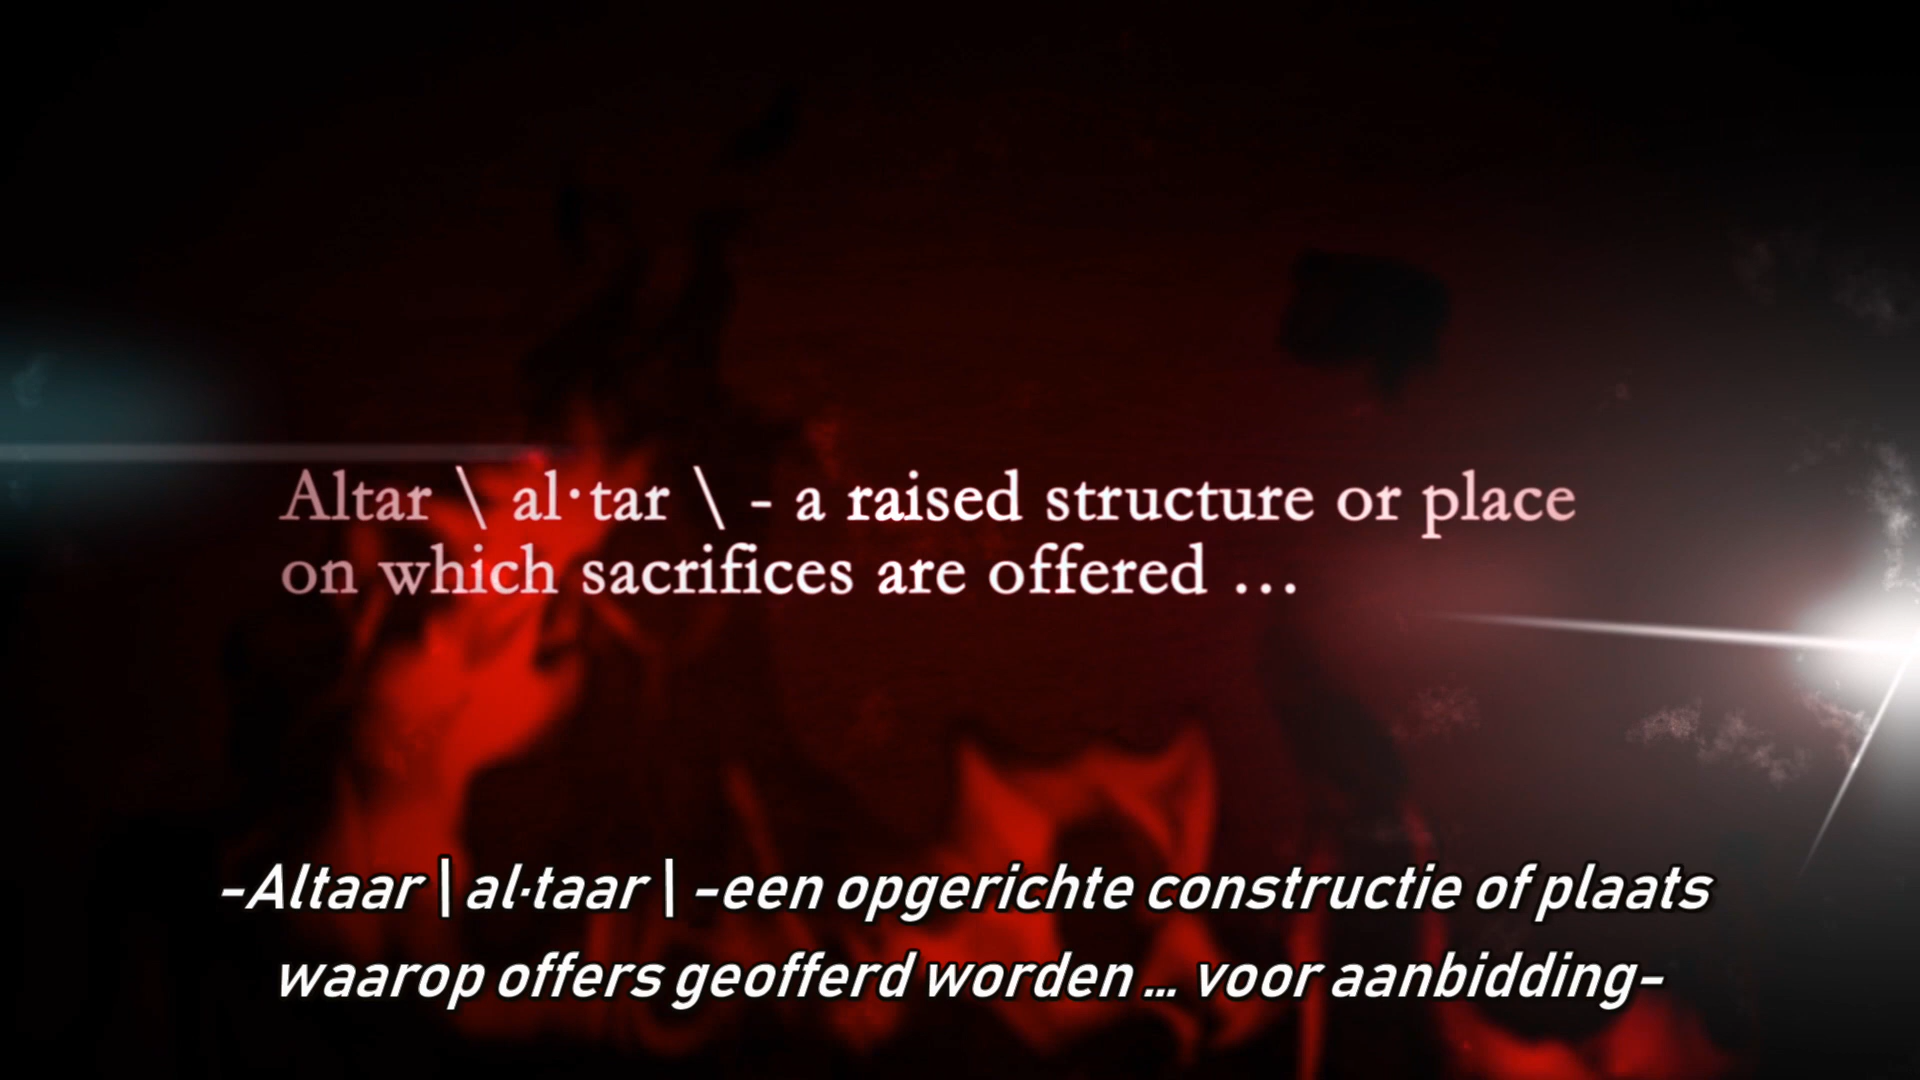 Altar \ al·tar \ - a raised structure or place
on which sacrifices are offered ...
-Altaar | al·taar | -een opgerichte constructie of plaats
waarop offers geofferd worden ... voor aanbidding-